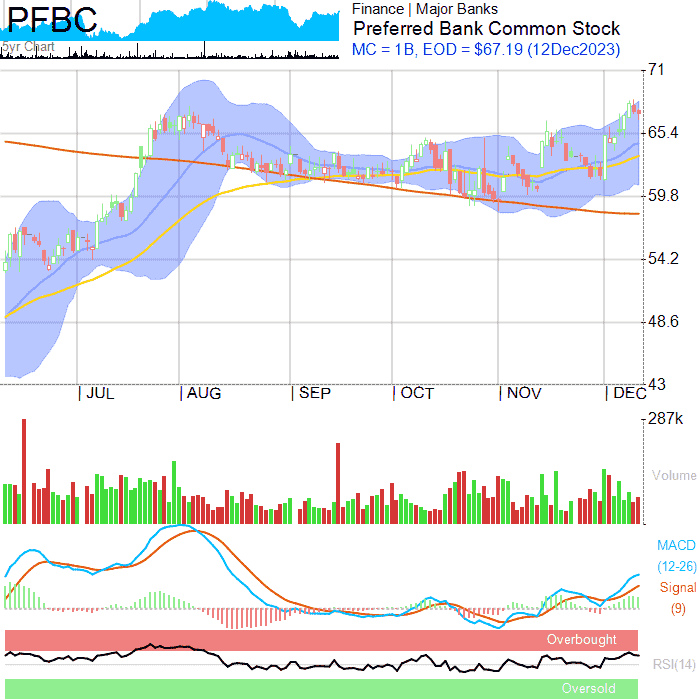 PFBC
5yr Chart
Finance | Major Banks
Preferred Bank Common Stock
MC = 1B, EOD = $67.19 (12Dec2023)
71
65.4
59.8
54.2
48.6
43
JUL AUG SEP OCT NOV DEC
287k
Volume
MACD
(12-26)
Signal
(9)
Overbought
RSI(14)
Oversold